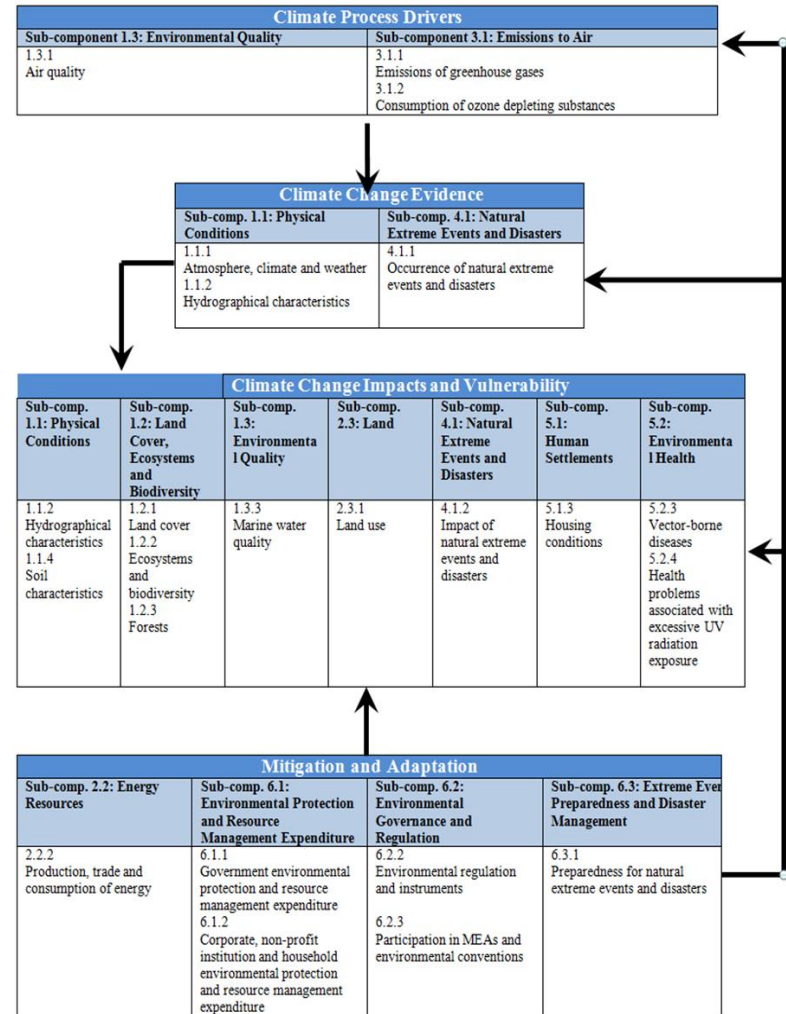 Climate Process Drivers
Sub-component 1.3: Environmental Quality
1.3.1
Air quality
Sub-component 3.1: Emissions to Air
3.1.1
Emissions of greenhouse gases
3.1.2
Consumption of ozone depleting substances
Climate Change Evidence
Sub-comp. 1.1: Physical
Conditions
1.1.1
Atmosphere, climate and weather
1.1.2
Hydrographical characteristics
Sub-comp. 4.1: Natural
Extreme Events and Disasters
4.1.1
Occurrence of natural extreme
events and disasters
Climate Change Impacts and Vulnerability
Sub-comp.
1.1: Physical
Conditions
1.1.2
Hydrographical
characteristics
1.1.4
Soil
characteristics
Sub-comp.
1.2: Land
Cover,
Ecosystems
and
Biodiversity
1.2.1
Land cover
1.2.2
Ecosystems
and
biodiversity
1.2.3
Forests
Sub-comp.
1.3:
Environmenta
l Quality
1.3.3
Marine water
quality
Sub-comp.
2.3: Land
2.3.1
Land use
Sub-comp.
4.1: Natural
Extreme
Events and
Disasters
4.1.2
Impact of
natural extreme
events and
disasters
Sub-comp.
5.1:
Human
Settlements
5.1.3
Housing
conditions
Sub-comp.
5.2:
Environmenta
l Health
5.2.3
Vector-borne
diseases
5.2.4
Health
problems
associated with
excessive UV
radiation
exposure
Mitigation and Adaptation
Sub-comp. 2.2: Energy
Resources
2.2.2
Production, trade and
consumption of energy
Sub-comp. 6.1:
Environmental Protection
and Resource
Management Expenditure
6.1.1
Government environmental
protection and resource
management expenditure
6.1.2
Corporate, non-profit
institution and household
environmental protection
and resource management
expenditure
Sub-comp. 6.2:
Environmental
Governance and
Regulation
6.2.2
Environmental regulation
and instruments
6.2.3
Participation in MEAs and
environmental conventions
Sub-comp. 6.3: Extreme Even
Preparedness and Disaster
Management
6.3.1
Preparedness for natural
extreme events and disasters